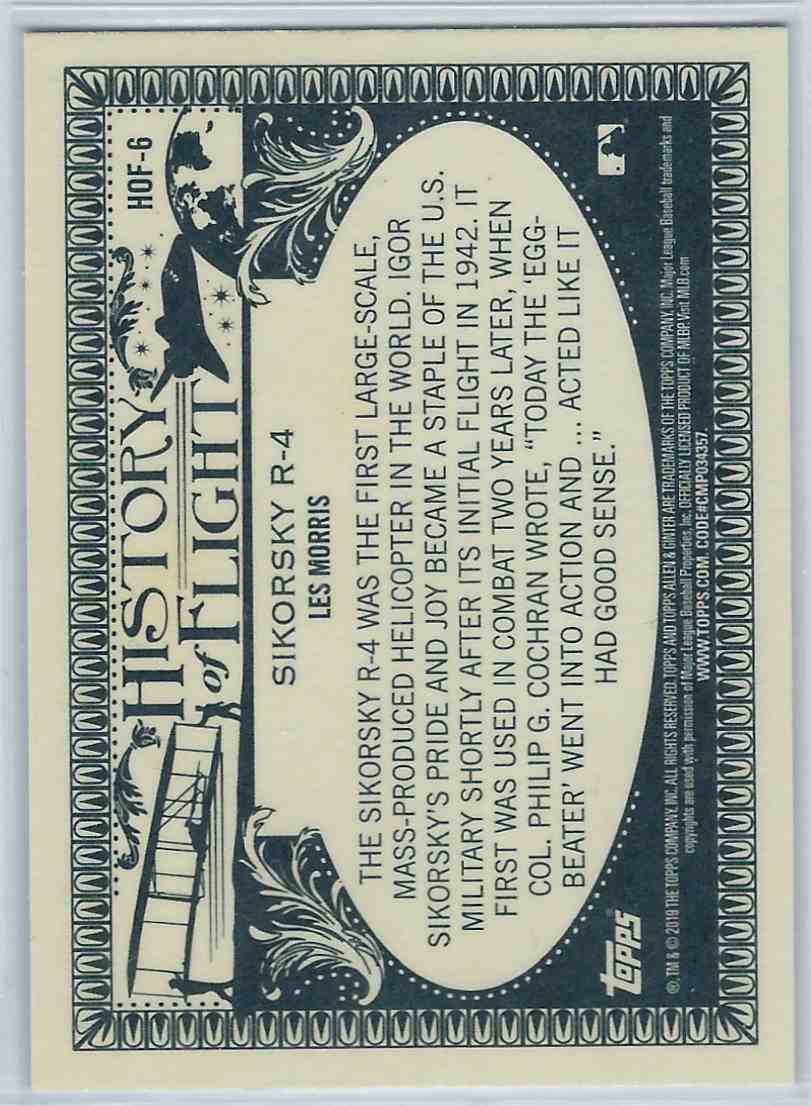 HOF-6
HISTORY
of FLIGHT
SIKORSKY R-4
LES MORRIS
THE SIKORSKY R-4 WAS THE FIRST LARGE-SCALE,
MASS-PRODUCED HELICOPTER IN THE WORLD. IGOR
SIKORSKY'S PRIDE AND JOY BECAME A STAPLE OF THE U.S.
MILITARY SHORTLY AFTER ITS INITIAL FLIGHT IN 1942. IT
FIRST WAS USED IN COMBAT TWO YEARS LATER, WHEN
COL. PHILIP G. COCHRAN WROTE, “TODAY THE ‘EGG-
BEATER’ WENT INTO ACTION AND ... ACTED LIKE IT
HAD GOOD SENSE.”
TOPPS
®, TM & © 2019 THE TOPPS COMPANY, INC. ALL RIGHTS RESERVED. TOPPS AND TOPPS ALLEN & GINTER ARE TRADEMARKS OF THE TOPPS COMPANY, INC. Major League Baseball trademarks and
copyrights are used with permission of Major League Baseball Properties, Inc. OFFICIALLY LICENSED PRODUCT OF MLBP. Visit MLB.com
WWW.TOPPS.COM. CODE#CMP034357.